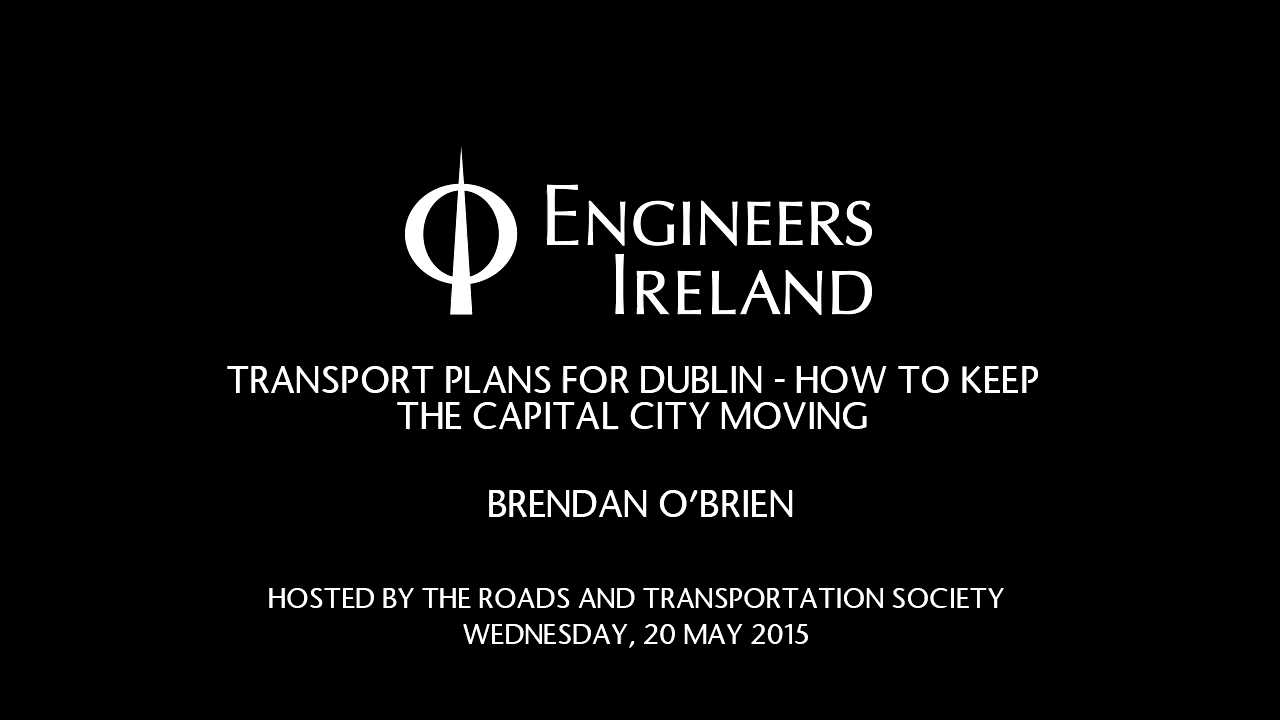 ENGINEERS
IRELAND
TRANSPORT PLANS FOR DUBLIN - HOW TO KEEP
THE CAPITAL CITY MOVING
BRENDAN O'BRIEN
HOSTED BY THE ROADS AND TRANSPORTATION SOCIETY
WEDNESDAY, 20 MAY 2015